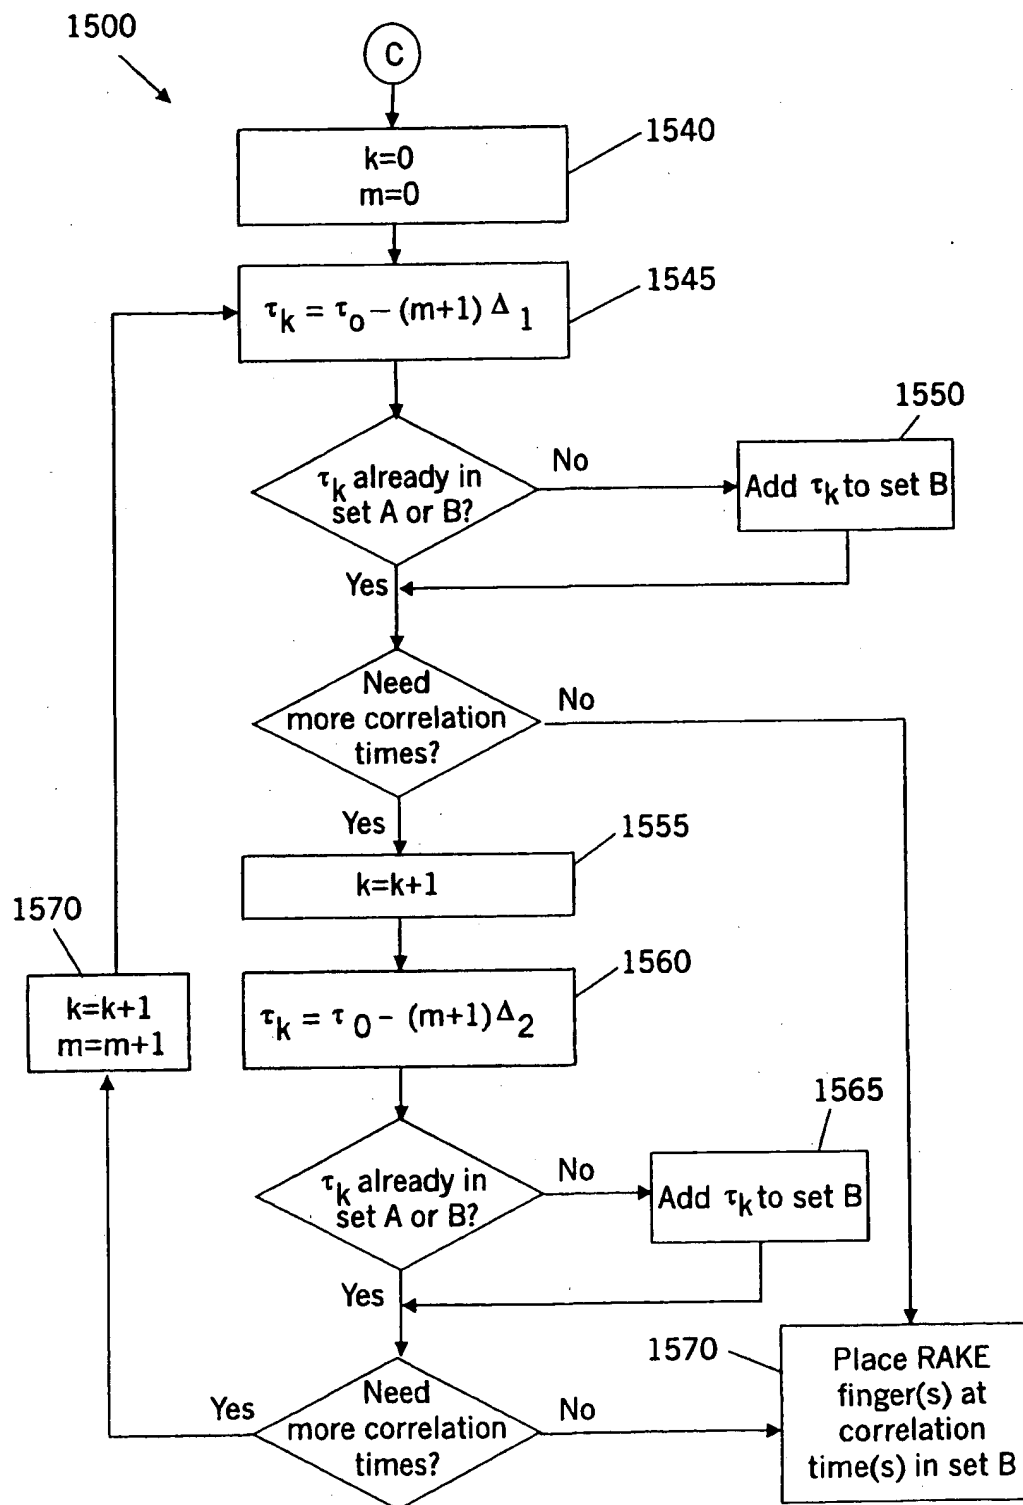 1500
C
k=0
m=0
1540
τk = τo − (m+1) Δ1
1545
τk already in
set A or B?
No
1550
Add τk to set B
Yes
Need
more correlation
times?
No
Yes
1555
k=k+1
1570
k=k+1
m=m+1
1560
τk = τ0 − (m+1)Δ2
1565
τk already in
set A or B?
No
Add τk to set B
Yes
1570
Place RAKE
finger(s) at
correlation
time(s) in set B
Yes
Need
more correlation
times?
No